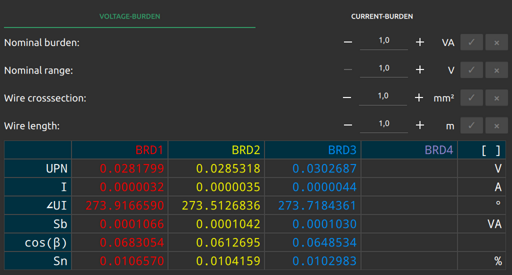 VOLTAGE-BURDEN CURRENT-BURDEN
Nominal burden: − 1,0 + VA ✓ ×
Nominal range: − 1,0 + V ✓ ×
Wire crosssection: − 1,0 + mm² ✓ ×
Wire length: − 1,0 + m ✓ ×
BRD1 BRD2 BRD3 BRD4 [ ]
UPN 0.0281799 0.0285318 0.0302687 V
I 0.0000032 0.0000035 0.0000044 A
∠UI 273.9166590 273.5126836 273.7184361 °
Sb 0.0001066 0.0001042 0.0001030 VA
cos(β) 0.0683054 0.0612695 0.0648534
Sn 0.0106570 0.0104159 0.0102983 %